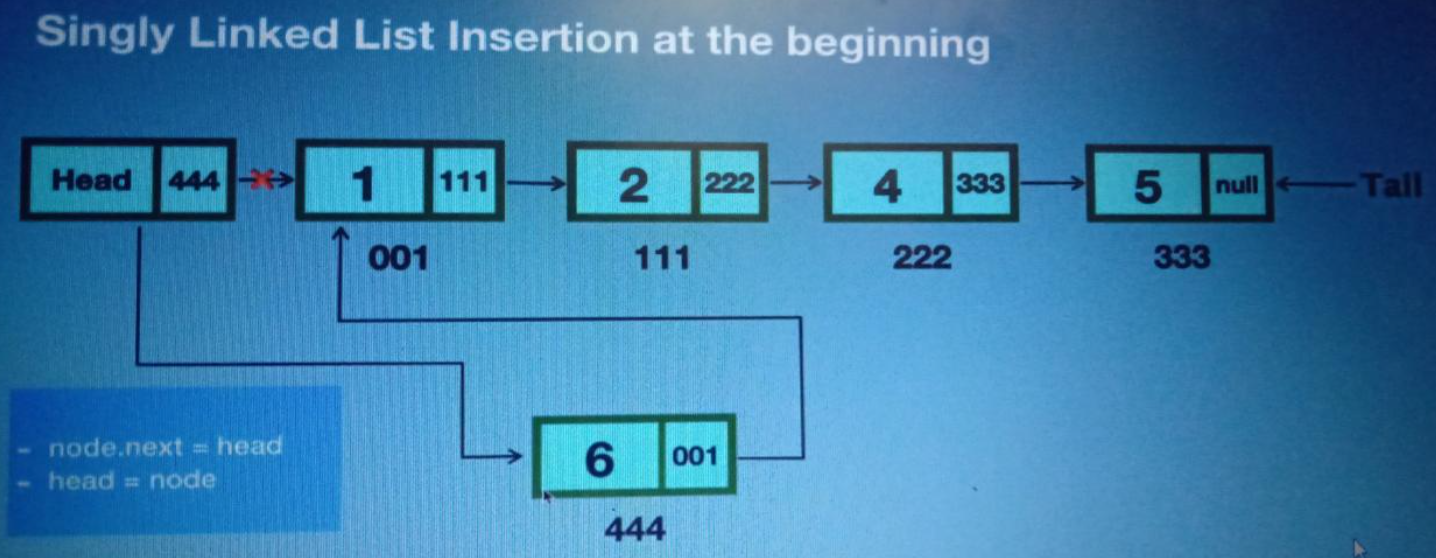 Singly Linked List Insertion at the beginning
Head 444 1 111 2 222 4 333 5 null Tail
001 111 222 333
- node.next = head
- head = node
6 001
444